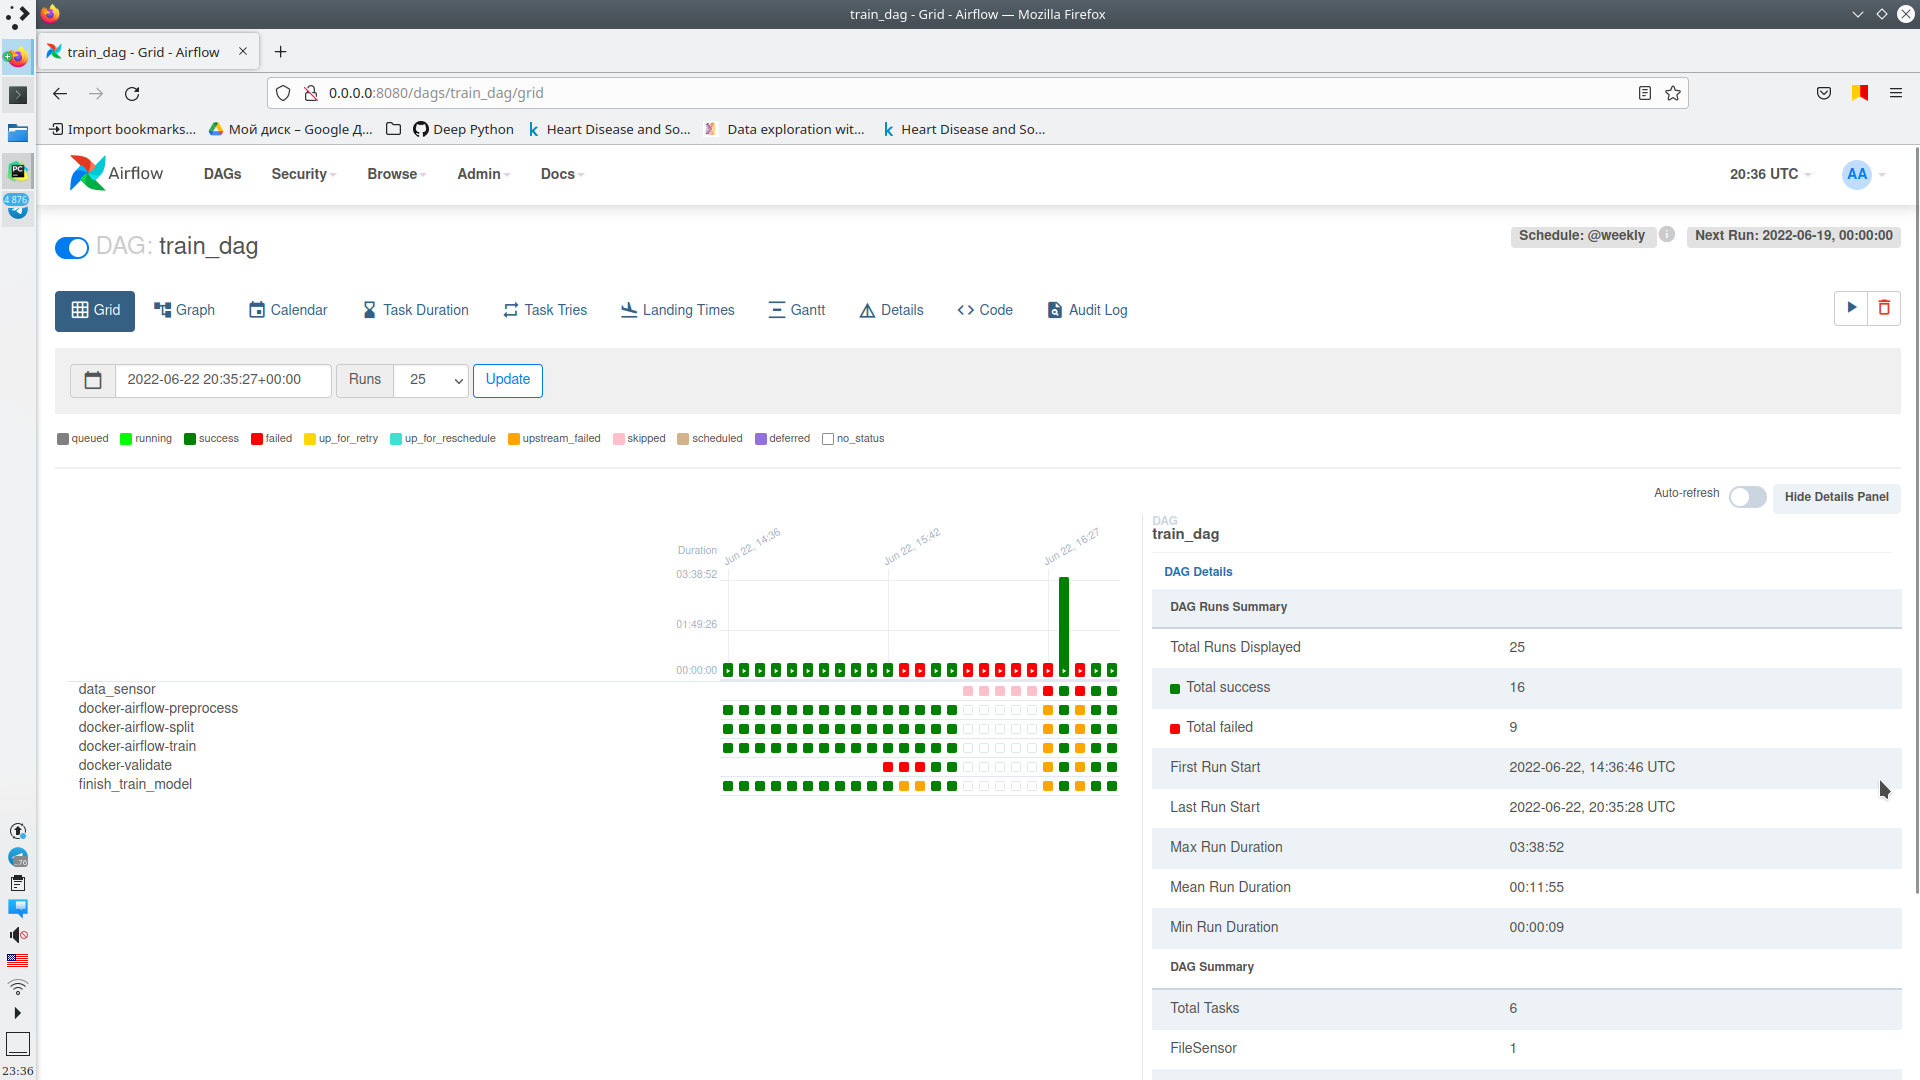 train_dag - Grid - Airflow — Mozilla Firefox
train_dag - Grid - Airflow
0.0.0.0:8080/dags/train_dag/grid
Import bookmarks... Мой диск – Google Д... Deep Python Heart Disease and So... Data exploration wit... Heart Disease and So...
4 876
Airflow DAGs Security Browse Admin Docs 20:36 UTC AA
DAG: train_dag
Schedule: @weekly Next Run: 2022-06-19, 00:00:00
Grid Graph Calendar Task Duration Task Tries Landing Times Gantt Details Code Audit Log
2022-06-22 20:35:27+00:00 Runs 25 Update
queued running success failed up_for_retry up_for_reschedule upstream_failed skipped scheduled deferred no_status
Auto-refresh Hide Details Panel
Duration
Jun 22, 14:36 Jun 22, 15:42 Jun 22, 16:27
03:38:52
01:49:26
00:00:00
data_sensor
docker-airflow-preprocess
docker-airflow-split
docker-airflow-train
docker-validate
finish_train_model
DAG
train_dag
DAG Details
DAG Runs Summary
Total Runs Displayed 25
Total success 16
Total failed 9
First Run Start 2022-06-22, 14:36:46 UTC
Last Run Start 2022-06-22, 20:35:28 UTC
Max Run Duration 03:38:52
Mean Run Duration 00:11:55
Min Run Duration 00:00:09
DAG Summary
Total Tasks 6
FileSensor 1
23:36